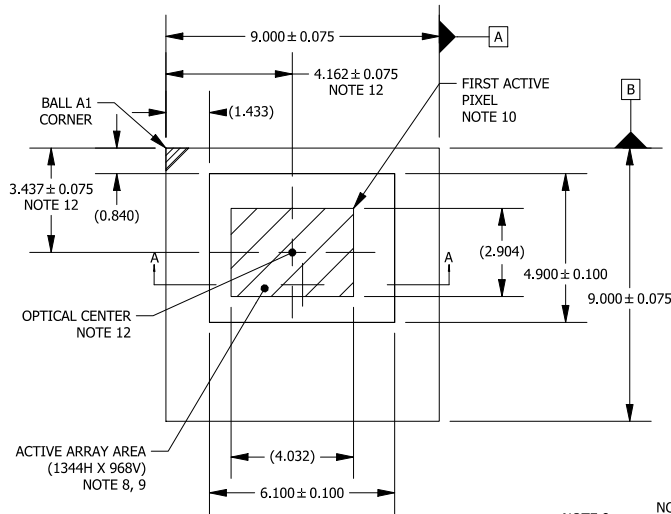 9.000 ± 0.075
A
4.162 ± 0.075
NOTE 12
FIRST ACTIVE
PIXEL
NOTE 10
B
BALL A1
CORNER
(1.433)
3.437 ± 0.075
NOTE 12
(0.840)
A
A
(2.904)
4.900 ± 0.100
9.000 ± 0.075
OPTICAL CENTER
NOTE 12
ACTIVE ARRAY AREA
(1344H X 968V)
NOTE 8, 9
(4.032)
6.100 ± 0.100